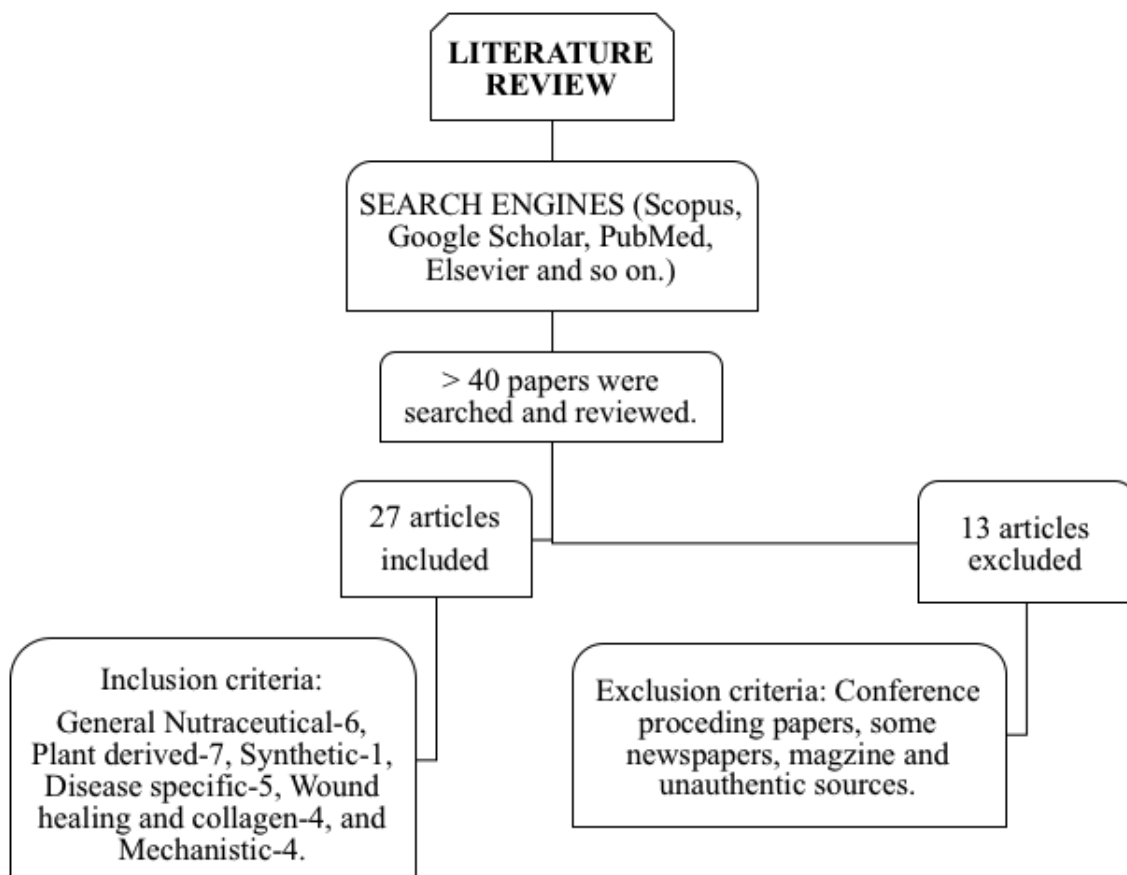 LITERATURE
REVIEW
SEARCH ENGINES (Scopus,
Google Scholar, PubMed,
Elsevier and so on.)
> 40 papers were
searched and reviewed.
27 articles
included
13 articles
excluded
Inclusion criteria:
General Nutraceutical-6,
Plant derived-7, Synthetic-1,
Disease specific-5, Wound
healing and collagen-4, and
Mechanistic-4.
Exclusion criteria: Conference
proceding papers, some
newspapers, magzine and
unauthentic sources.